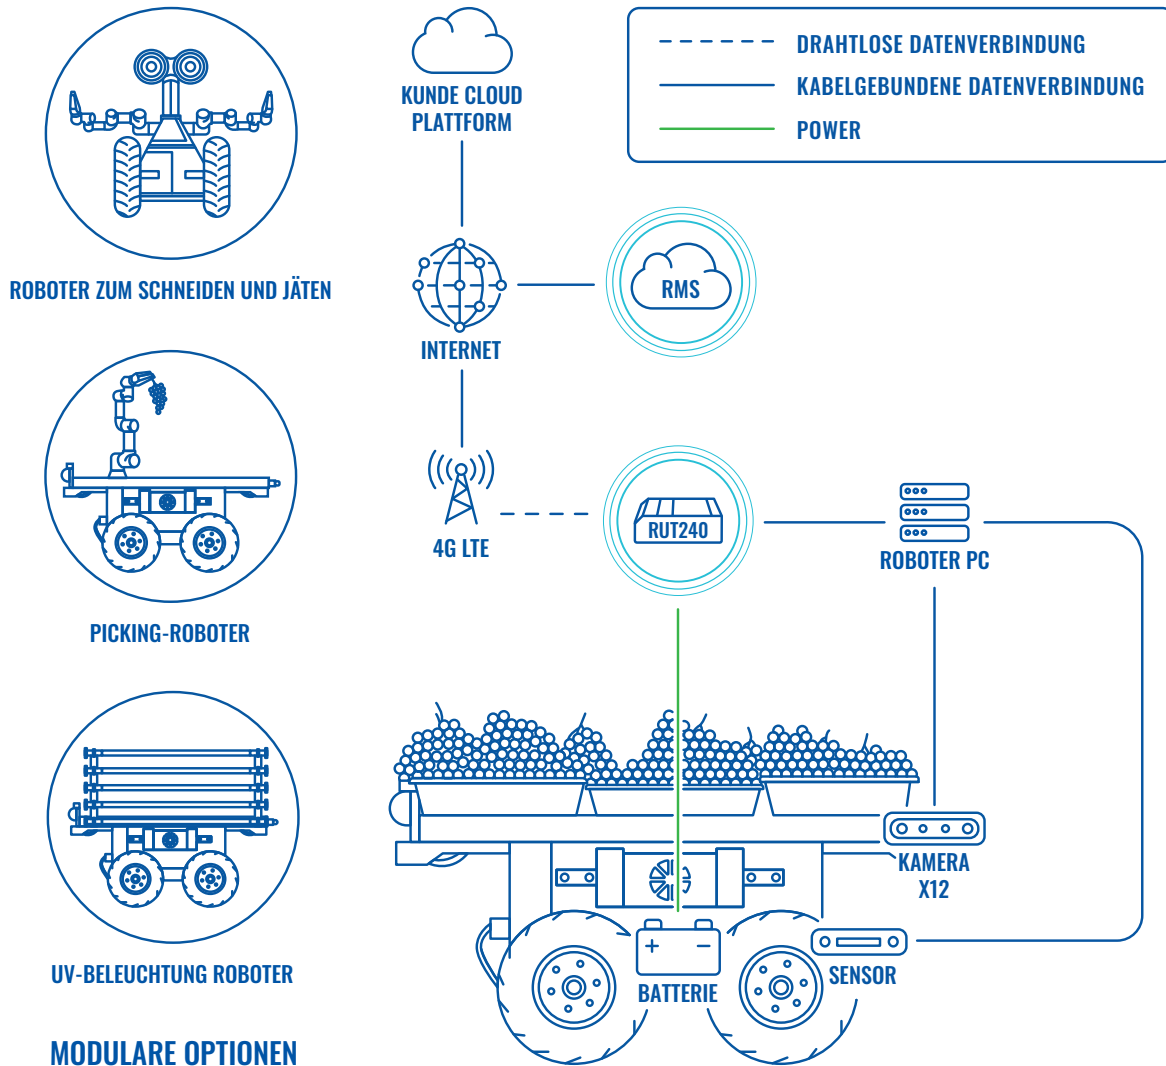 DRAHTLOSE DATENVERBINDUNG
KABELGEBUNDENE DATENVERBINDUNG
POWER
KUNDE CLOUD
PLATTFORM
ROBOTER ZUM SCHNEIDEN UND JÄTEN
RMS
INTERNET
RUT240
4G LTE
ROBOTER PC
PICKING-ROBOTER
KAMERA
X12
UV-BELEUCHTUNG ROBOTER
+ −
BATTERIE
SENSOR
MODULARE OPTIONEN